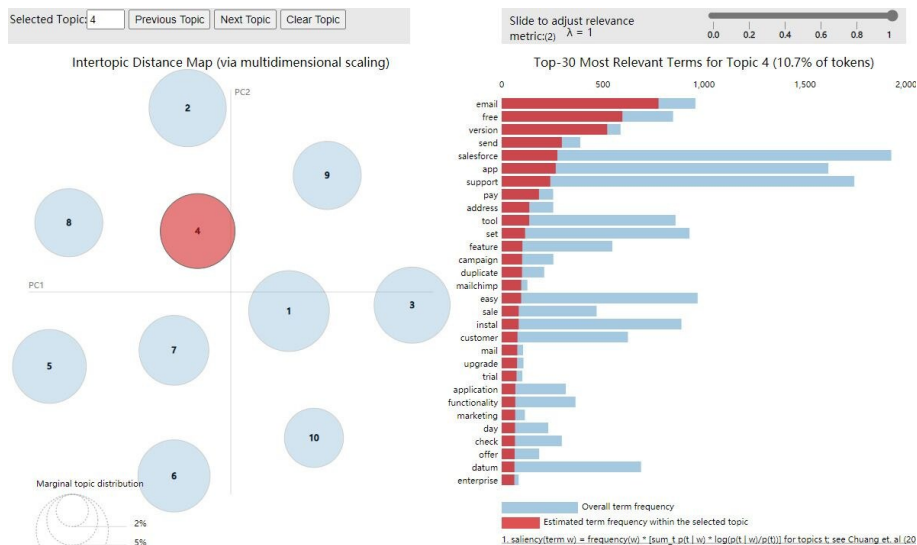 Selected Topic: 4 Previous Topic Next Topic Clear Topic
Slide to adjust relevance
metric:(2) λ = 1
0.0 0.2 0.4 0.6 0.8 1
Intertopic Distance Map (via multidimensional scaling)
PC2
PC1
2
9
8
4
1
3
7
5
10
6
Marginal topic distribution
2%
5%
Top-30 Most Relevant Terms for Topic 4 (10.7% of tokens)
0 500 1,000 1,500 2,000
email
free
version
send
salesforce
app
support
pay
address
tool
set
feature
campaign
duplicate
mailchimp
easy
sale
instal
customer
mail
upgrade
trial
application
functionality
marketing
day
check
offer
datum
enterprise
Overall term frequency
Estimated term frequency within the selected topic
1. saliency(term w) = frequency(w) * [sum_t p(t | w) * log(p(t | w)/p(t))] for topics t; see Chuang et. al (20